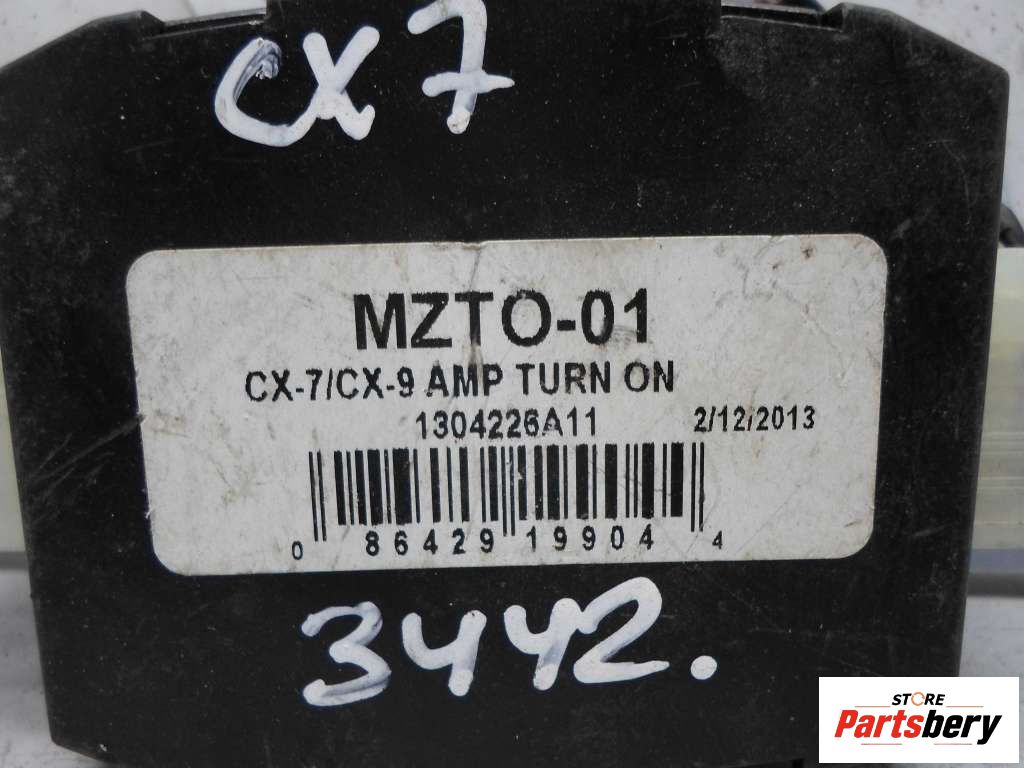 CX7
MZTO-01
CX-7/CX-9 AMP TURN ON
1304226A11 2/12/2013
0 86429 19904 4
3442.
STORE
Partsbery